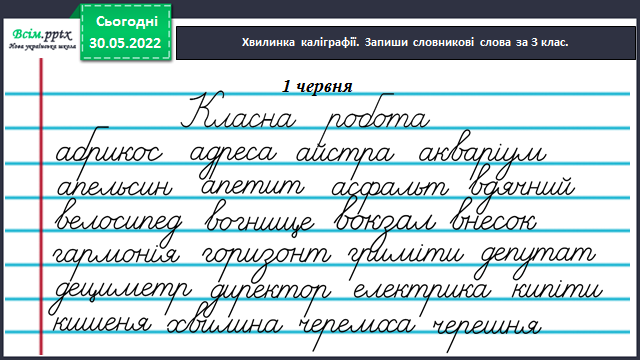 Всім.pptx
Нова українська школа
Сьогодні
30.05.2022
Хвилинка каліграфії. Запиши словникові слова за 3 клас.
1 червня
Класна робота
абрикос адреса айстра акваріум
апельсин апетит асфальт вдячний
велосипед вогнище вокзал внесок
гармонія горизонт гриміти депутат
дециметр директор електрика кипіти
кишеня хвилина черемха черешня